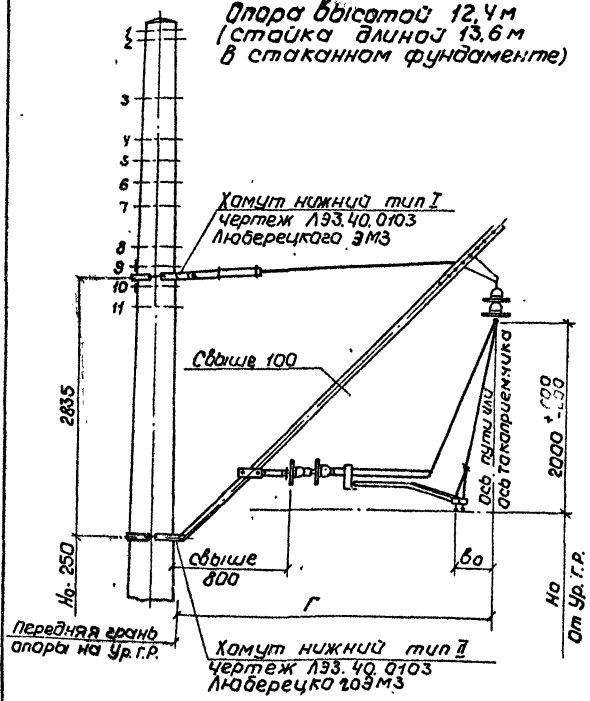 Опора высотой 12,4 м
(стойка длиной 13,6 м
в стаканном фундаменте)
1
2
3
4
5
6
7
8
9
10
11
Хомут нижний тип I
чертеж ЛЭ3.40.0103
Люберецкого ЭМЗ
Свыше 100
2835
Ось пути или
ось такаприемчика
2000 +
Но - 250
свыше
800
во
Г
Но
от Ур.г.р.
Передняя грань
опоры на Ур.г.р.
Хомут нижний тип II
чертеж ЛЭ3.40.0103
Люберецкого ЭМЗ